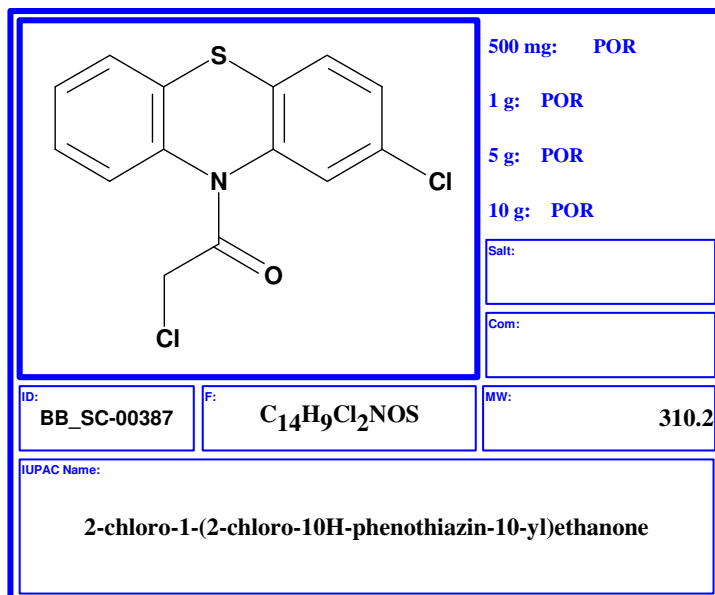 S
N
Cl
O
Cl
500 mg: POR
1 g: POR
5 g: POR
10 g: POR
Salt:
Com:
ID:
BB_SC-00387
F:
C14H9Cl2NOS
MW:
310.2
IUPAC Name:
2-chloro-1-(2-chloro-10H-phenothiazin-10-yl)ethanone